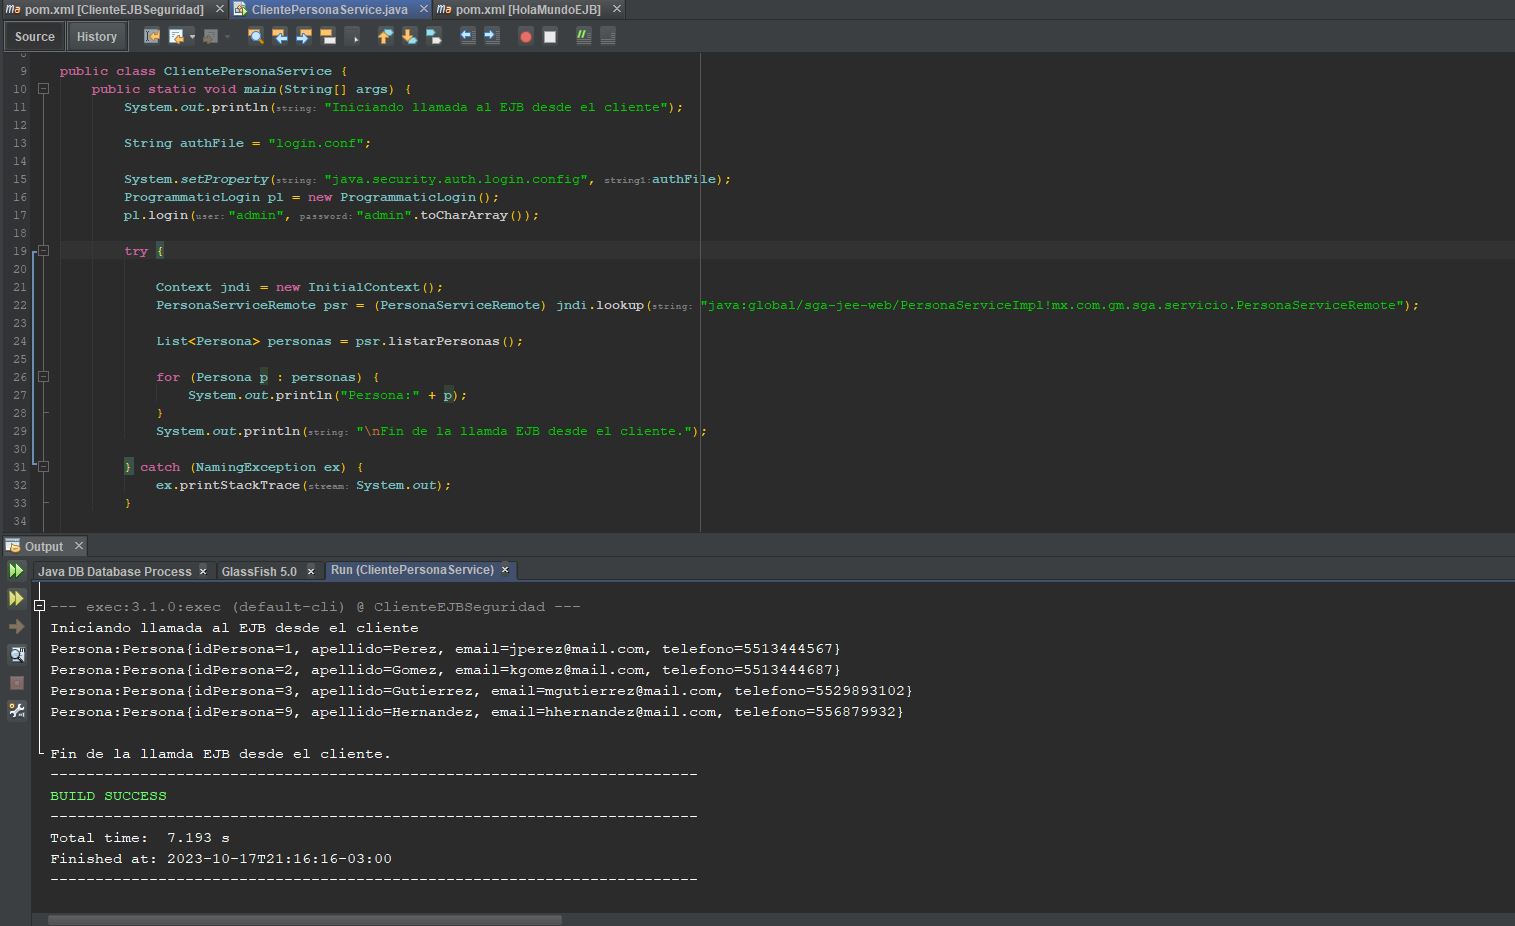 pom.xml [ClienteEJBSeguridad] ClientePersonaService.java pom.xml [HolaMundoEJB]
Source History
8
9 public class ClientePersonaService {
10 public static void main(String[] args) {
11 System.out.println(string: "Iniciando llamada al EJB desde el cliente");
12
13 String authFile = "login.conf";
14
15 System.setProperty(string: "java.security.auth.login.config", string1:authFile);
16 ProgrammaticLogin pl = new ProgrammaticLogin();
17 pl.login(user:"admin", password:"admin".toCharArray());
18
19 try {
20
21 Context jndi = new InitialContext();
22 PersonaServiceRemote psr = (PersonaServiceRemote) jndi.lookup(string: "java:global/sga-jee-web/PersonaServiceImpl!mx.com.gm.sga.servicio.PersonaServiceRemote");
23
24 List<Persona> personas = psr.listarPersonas();
25
26 for (Persona p : personas) {
27 System.out.println("Persona:" + p);
28 }
29 System.out.println(string: "\nFin de la llamda EJB desde el cliente.");
30
31 } catch (NamingException ex) {
32 ex.printStackTrace(stream: System.out);
33 }
34
Output
Java DB Database Process GlassFish 5.0 Run (ClientePersonaService)
--- exec:3.1.0:exec (default-cli) @ ClienteEJBSeguridad ---
Iniciando llamada al EJB desde el cliente
Persona:Persona{idPersona=1, apellido=Perez, email=jperez@mail.com, telefono=5513444567}
Persona:Persona{idPersona=2, apellido=Gomez, email=kgomez@mail.com, telefono=5513444687}
Persona:Persona{idPersona=3, apellido=Gutierrez, email=mgutierrez@mail.com, telefono=5529893102}
Persona:Persona{idPersona=9, apellido=Hernandez, email=hhernandez@mail.com, telefono=556879932}
Fin de la llamda EJB desde el cliente.
------------------------------------------------------------------------
BUILD SUCCESS
------------------------------------------------------------------------
Total time:  7.193 s
Finished at: 2023-10-17T21:16:16-03:00
------------------------------------------------------------------------